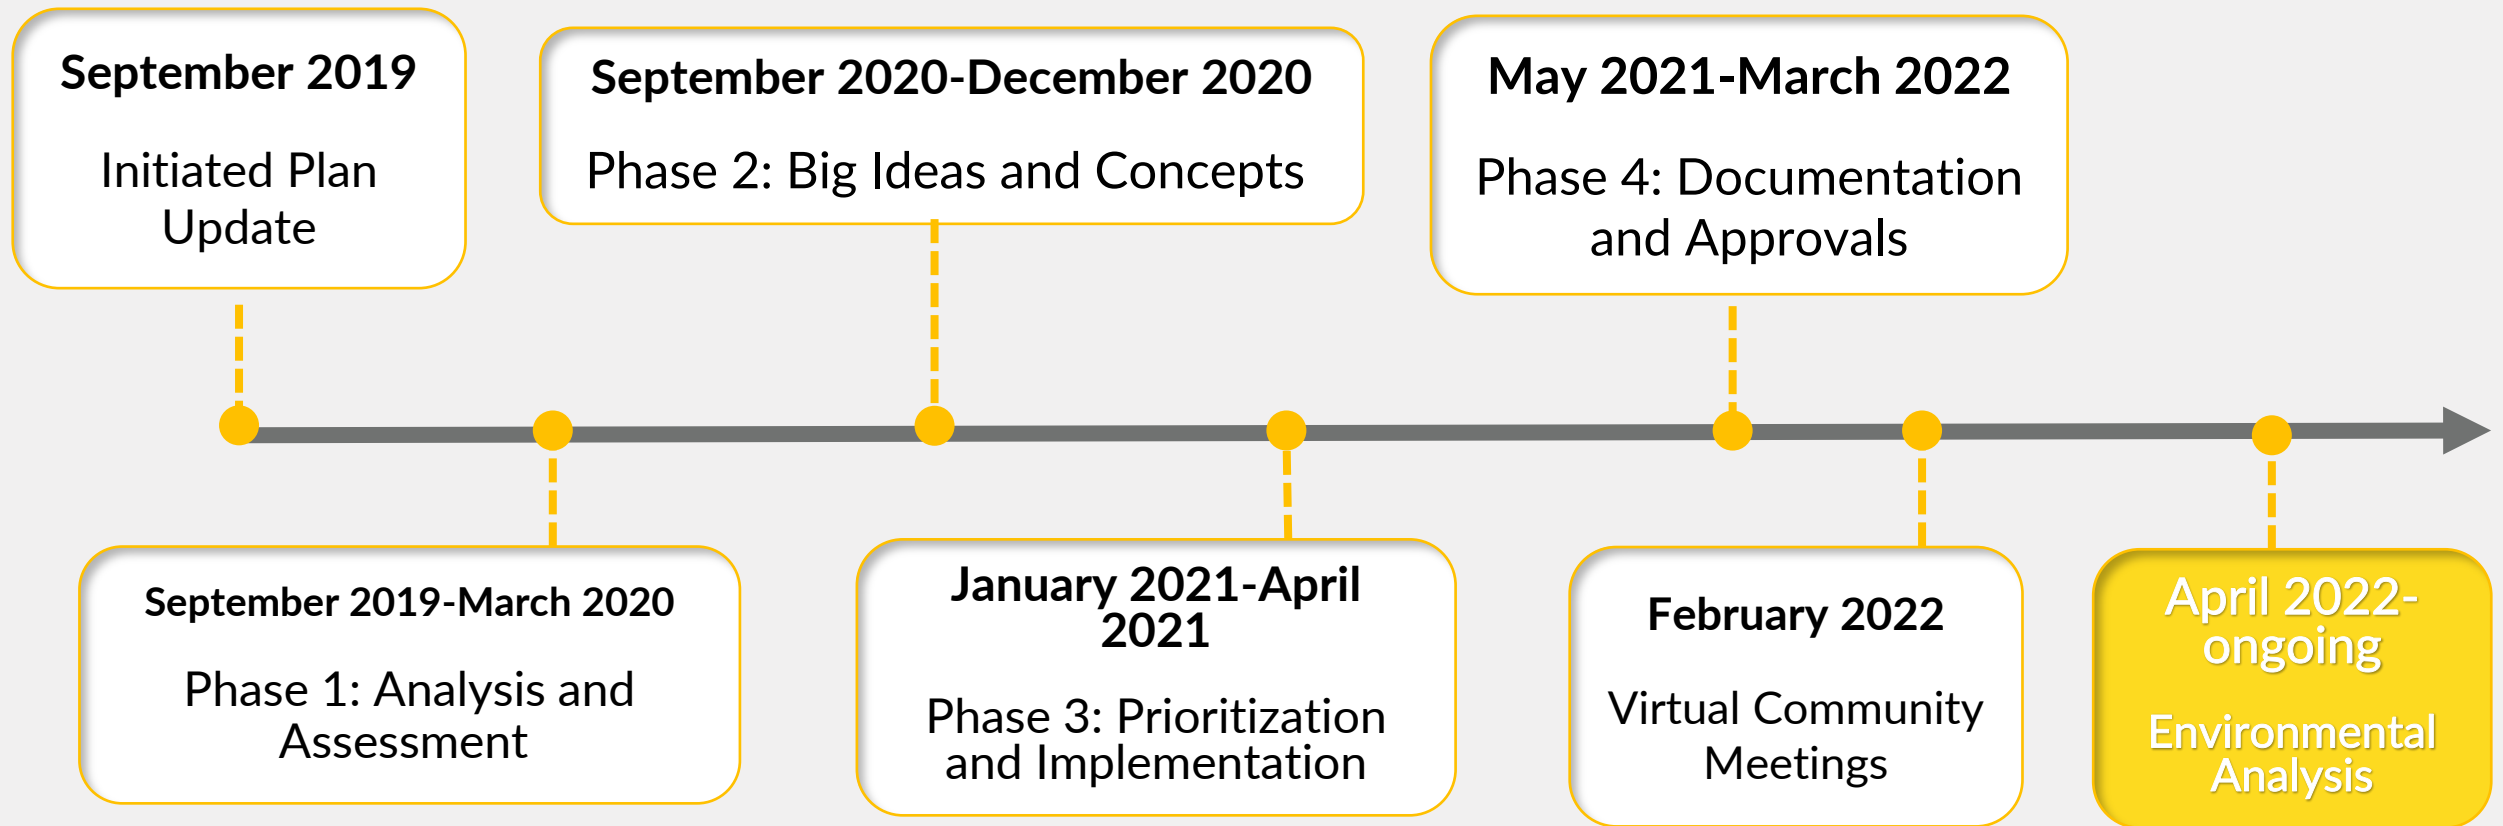 September 2019
Initiated Plan
Update
September 2019-March 2020
Phase 1: Analysis and
Assessment
September 2020-December 2020
Phase 2: Big Ideas and Concepts
January 2021-April
2021
Phase 3: Prioritization
and Implementation
May 2021-March 2022
Phase 4: Documentation
and Approvals
February 2022
Virtual Community
Meetings
April 2022-
ongoing
Environmental
Analysis